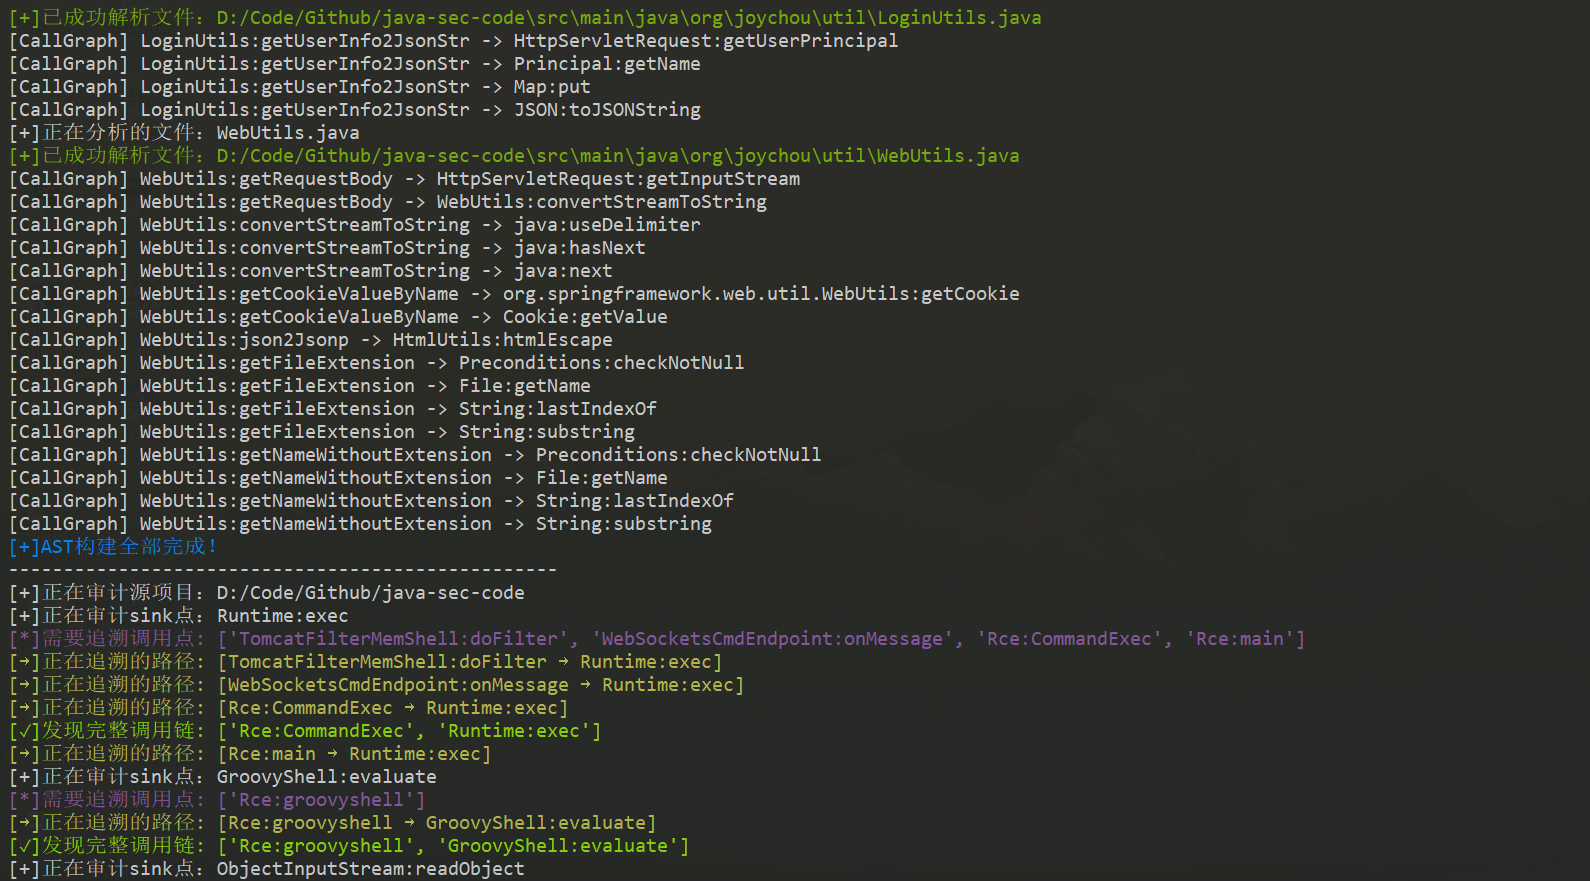 [+]已成功解析文件：D:/Code/Github/java-sec-code\src\main\java\org\joychou\util\LoginUtils.java
[CallGraph] LoginUtils:getUserInfo2JsonStr -> HttpServletRequest:getUserPrincipal
[CallGraph] LoginUtils:getUserInfo2JsonStr -> Principal:getName
[CallGraph] LoginUtils:getUserInfo2JsonStr -> Map:put
[CallGraph] LoginUtils:getUserInfo2JsonStr -> JSON:toJSONString
[+]正在分析的文件：WebUtils.java
[+]已成功解析文件：D:/Code/Github/java-sec-code\src\main\java\org\joychou\util\WebUtils.java
[CallGraph] WebUtils:getRequestBody -> HttpServletRequest:getInputStream
[CallGraph] WebUtils:getRequestBody -> WebUtils:convertStreamToString
[CallGraph] WebUtils:convertStreamToString -> java:useDelimiter
[CallGraph] WebUtils:convertStreamToString -> java:hasNext
[CallGraph] WebUtils:convertStreamToString -> java:next
[CallGraph] WebUtils:getCookieValueByName -> org.springframework.web.util.WebUtils:getCookie
[CallGraph] WebUtils:getCookieValueByName -> Cookie:getValue
[CallGraph] WebUtils:json2Jsonp -> HtmlUtils:htmlEscape
[CallGraph] WebUtils:getFileExtension -> Preconditions:checkNotNull
[CallGraph] WebUtils:getFileExtension -> File:getName
[CallGraph] WebUtils:getFileExtension -> String:lastIndexOf
[CallGraph] WebUtils:getFileExtension -> String:substring
[CallGraph] WebUtils:getNameWithoutExtension -> Preconditions:checkNotNull
[CallGraph] WebUtils:getNameWithoutExtension -> File:getName
[CallGraph] WebUtils:getNameWithoutExtension -> String:lastIndexOf
[CallGraph] WebUtils:getNameWithoutExtension -> String:substring
[+]AST构建全部完成！
--------------------------------------------------
[+]正在审计源项目：D:/Code/Github/java-sec-code
[+]正在审计sink点：Runtime:exec
[*]需要追溯调用点：['TomcatFilterMemShell:doFilter', 'WebSocketsCmdEndpoint:onMessage', 'Rce:CommandExec', 'Rce:main']
[→]正在追溯的路径：[TomcatFilterMemShell:doFilter → Runtime:exec]
[→]正在追溯的路径：[WebSocketsCmdEndpoint:onMessage → Runtime:exec]
[→]正在追溯的路径：[Rce:CommandExec → Runtime:exec]
[✓]发现完整调用链：['Rce:CommandExec', 'Runtime:exec']
[→]正在追溯的路径：[Rce:main → Runtime:exec]
[+]正在审计sink点：GroovyShell:evaluate
[*]需要追溯调用点：['Rce:groovyshell']
[→]正在追溯的路径：[Rce:groovyshell → GroovyShell:evaluate]
[✓]发现完整调用链：['Rce:groovyshell', 'GroovyShell:evaluate']
[+]正在审计sink点：ObjectInputStream:readObject